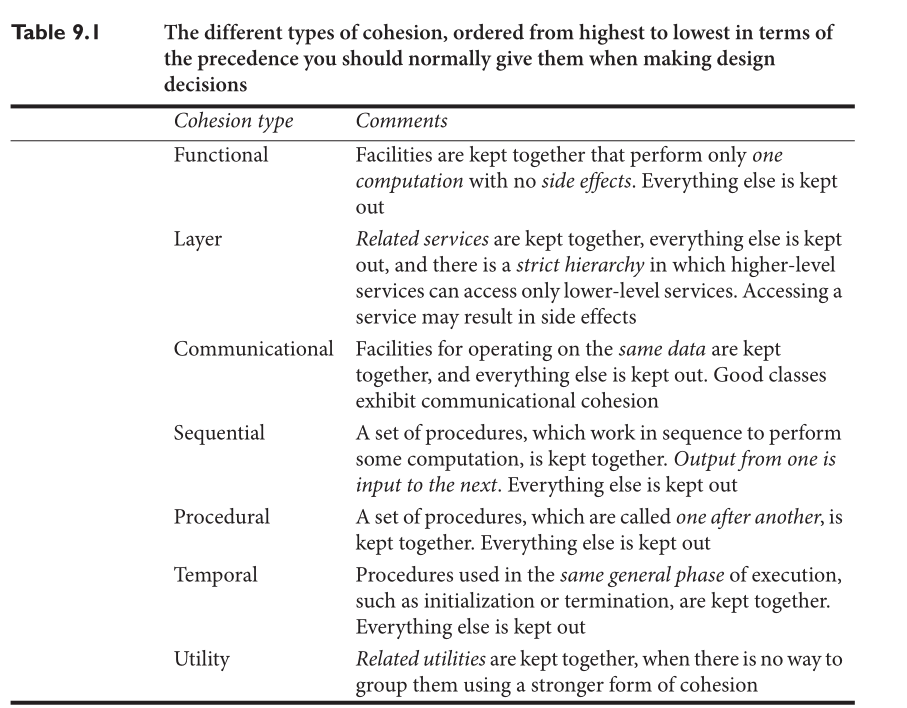 Table 9.1 The different types of cohesion, ordered from highest to lowest in terms of
the precedence you should normally give them when making design
decisions
Cohesion type Comments
Functional Facilities are kept together that perform only one
computation with no side effects. Everything else is kept
out
Layer Related services are kept together, everything else is kept
out, and there is a strict hierarchy in which higher-level
services can access only lower-level services. Accessing a
service may result in side effects
Communicational Facilities for operating on the same data are kept
together, and everything else is kept out. Good classes
exhibit communicational cohesion
Sequential A set of procedures, which work in sequence to perform
some computation, is kept together. Output from one is
input to the next. Everything else is kept out
Procedural A set of procedures, which are called one after another, is
kept together. Everything else is kept out
Temporal Procedures used in the same general phase of execution,
such as initialization or termination, are kept together.
Everything else is kept out
Utility Related utilities are kept together, when there is no way to
group them using a stronger form of cohesion